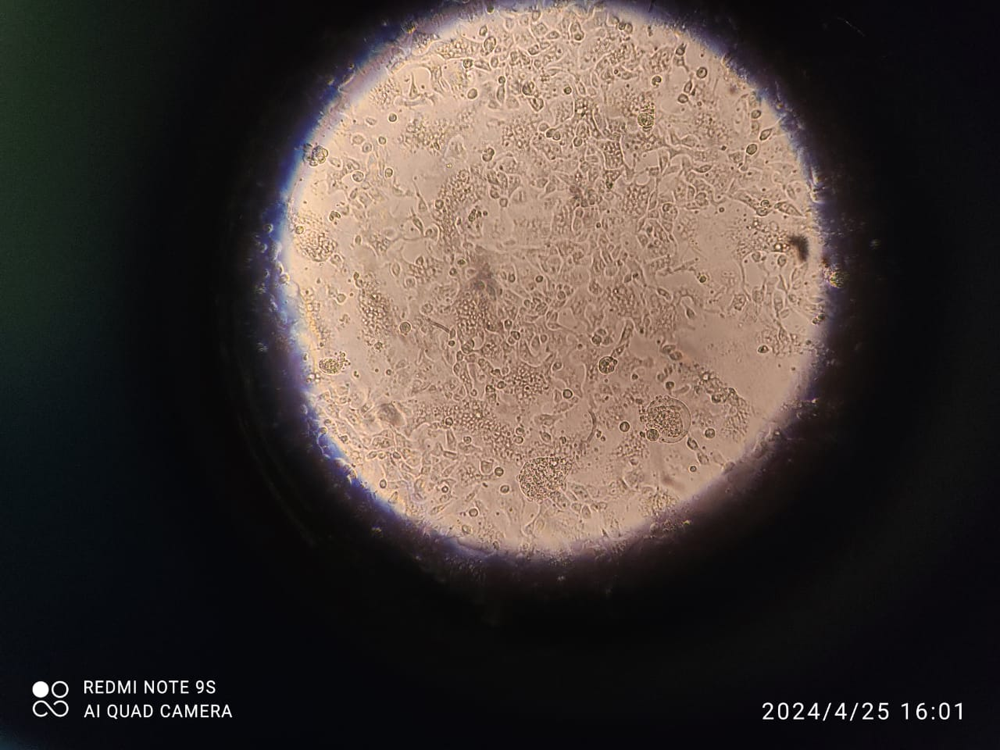 REDMI NOTE 9S
AI QUAD CAMERA
2024/4/25 16:01